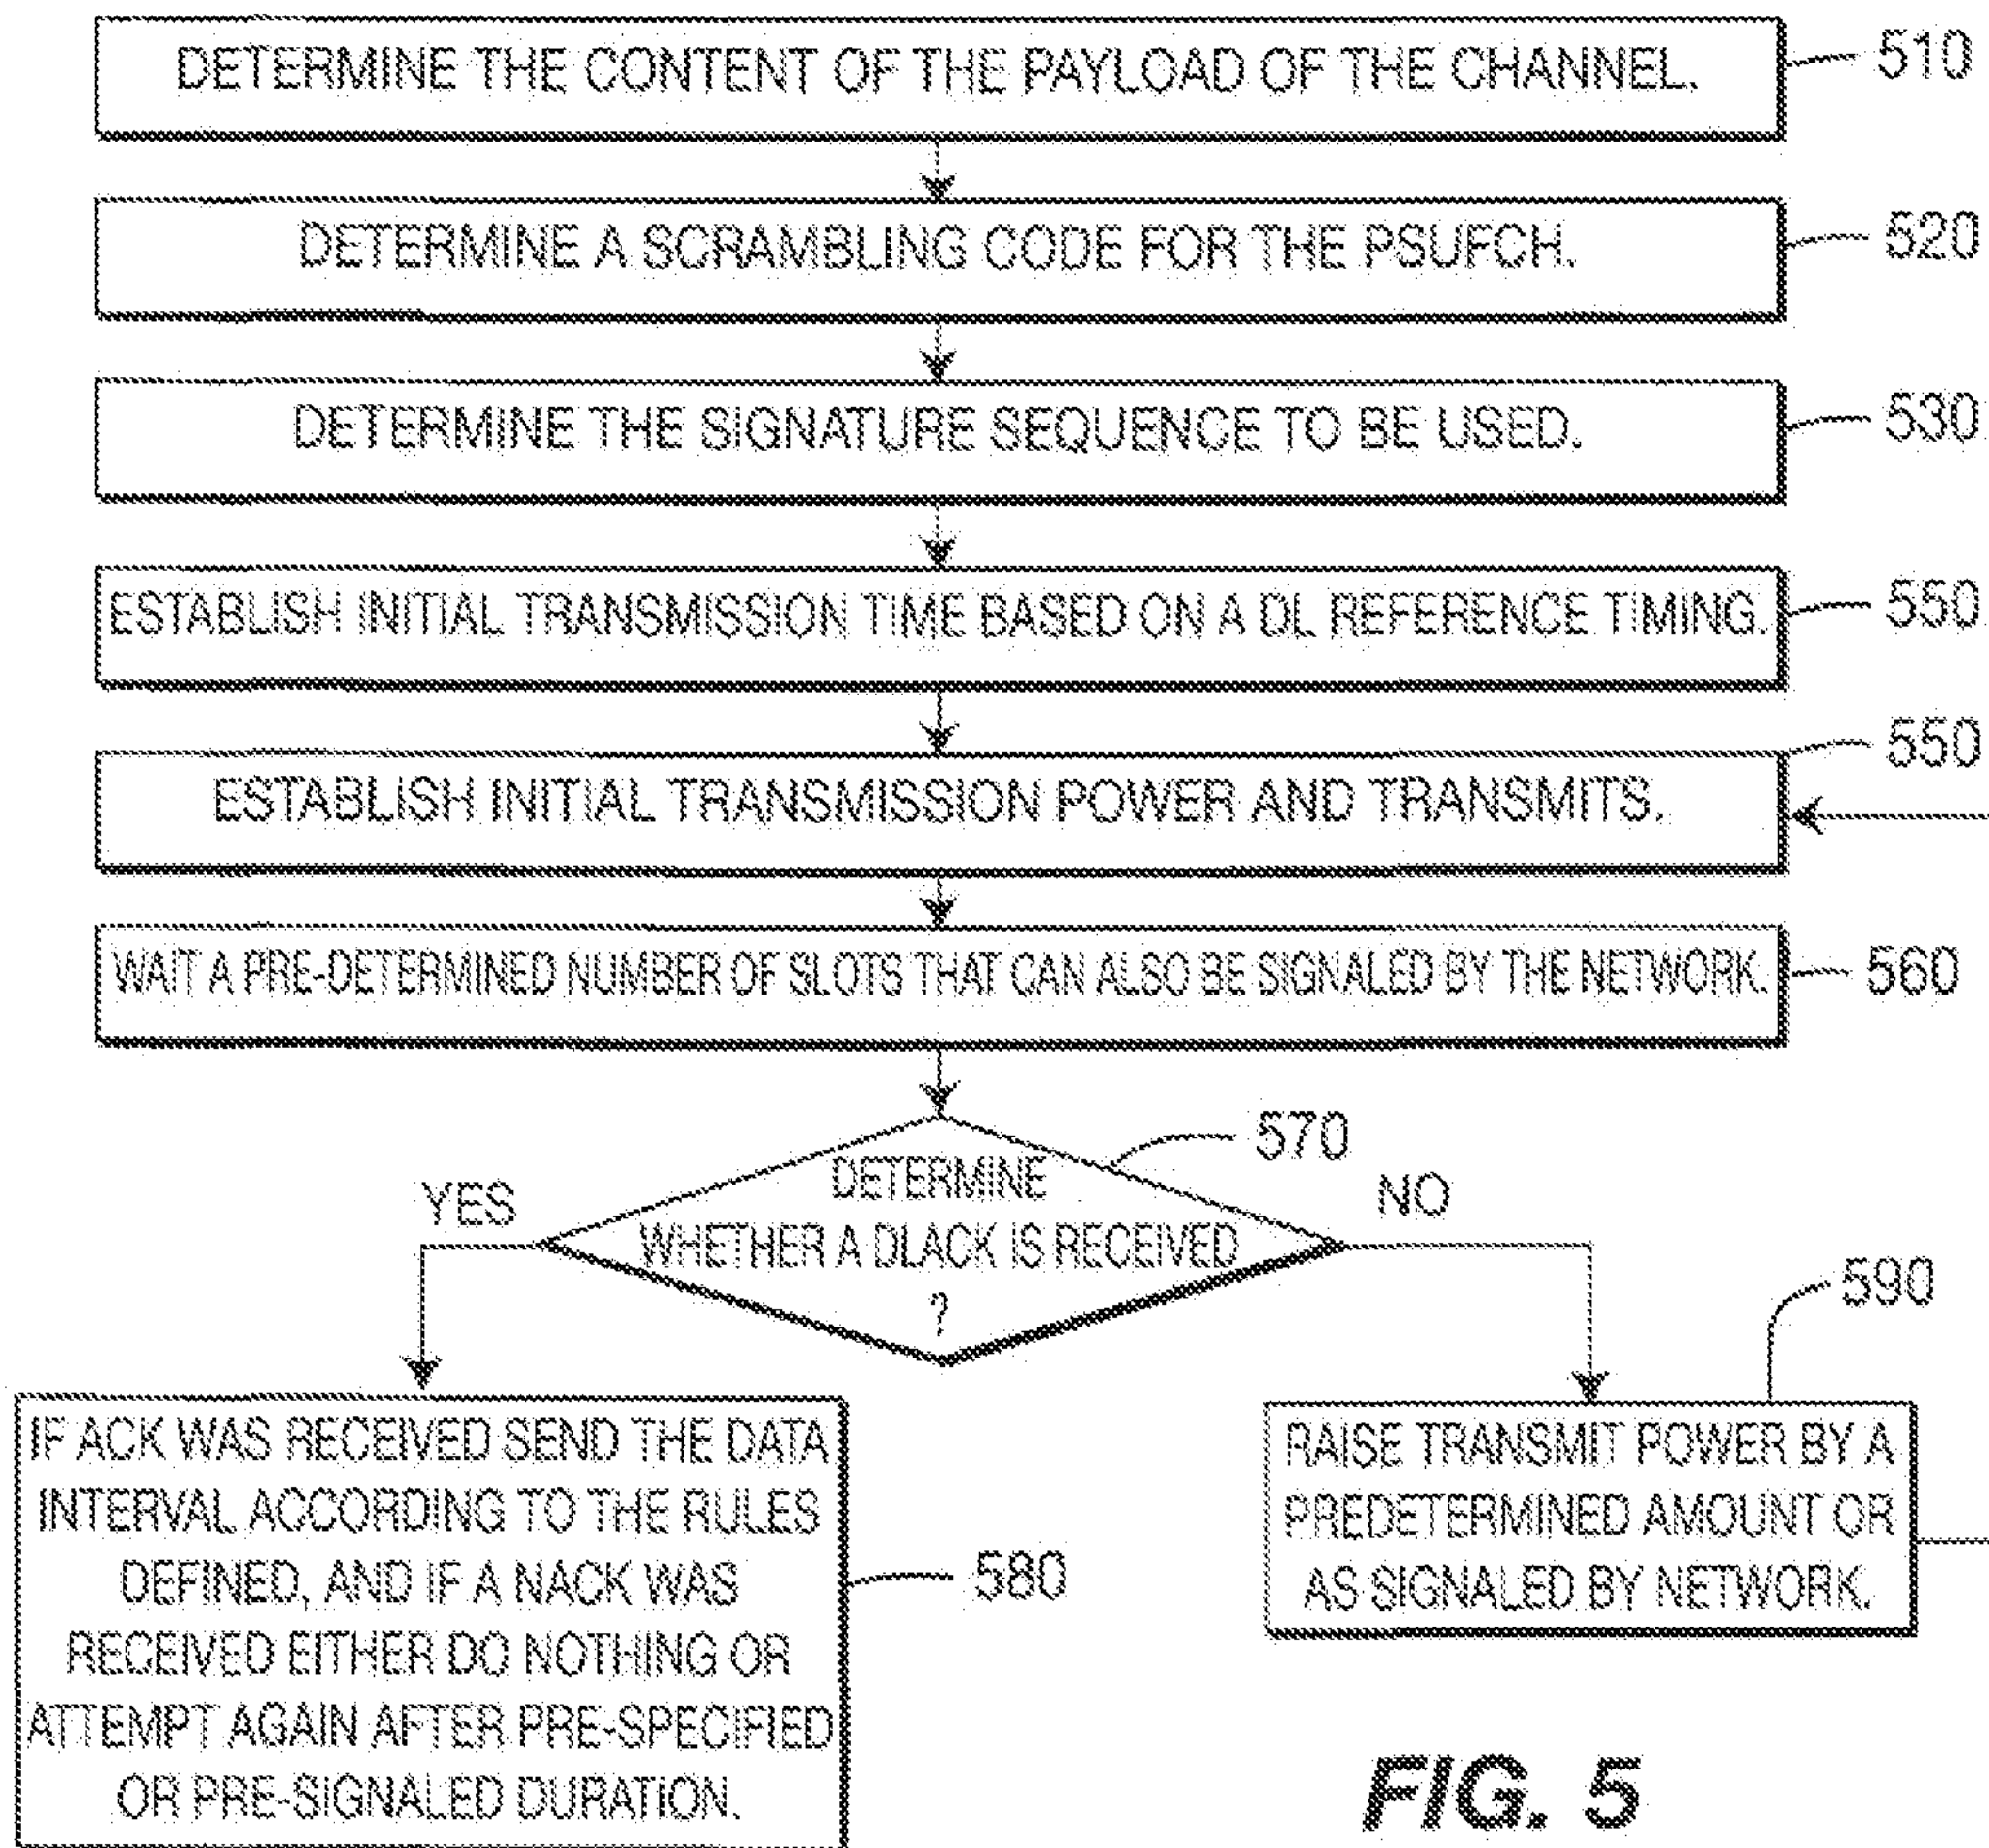 DETERMINE THE CONTENT OF THE PAYLOAD OF THE CHANNEL.
510
DETERMINE A SCRAMBLING CODE FOR THE PSUFCH.
520
DETERMINE THE SIGNATURE SEQUENCE TO BE USED.
530
ESTABLISH INITIAL TRANSMISSION TIME BASED ON A DL REFERENCE TIMING.
550
ESTABLISH INITIAL TRANSMISSION POWER AND TRANSMITS.
550
WAIT A PRE-DETERMINED NUMBER OF SLOTS THAT CAN ALSO BE SIGNALED BY THE NETWORK.
560
DETERMINE
WHETHER A DLACK IS RECEIVED
?
570
YES
NO
IF ACK WAS RECEIVED SEND THE DATA
INTERVAL ACCORDING TO THE RULES
DEFINED, AND IF A NACK WAS
RECEIVED EITHER DO NOTHING OR
ATTEMPT AGAIN AFTER PRE-SPECIFIED
OR PRE-SIGNALED DURATION.
580
590
RAISE TRANSMIT POWER BY A
PREDETERMINED AMOUNT OR
AS SIGNALED BY NETWORK.
FIG. 5